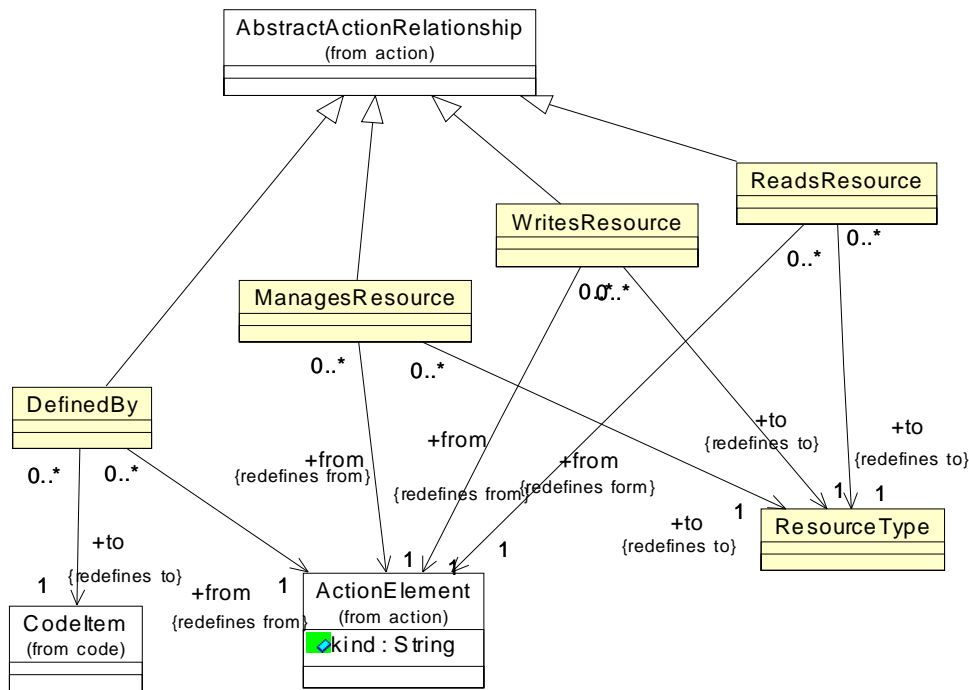 AbstractActionRelationship
(from action)
ReadsResource
WritesResource
0..*
0..*
ManagesResource
0..*
0..*
0..*
0..*
DefinedBy
+to
{redefines to}
+to
{redefines to}
+from
{redefines from}
+from
{redefines from}
+from
{redefines form}
0..*
0..*
1
1
1
+to
{redefines to}
ResourceType
+to
{redefines to}
1
1
1
1
1
+from
{redefines from}
ActionElement
(from action)
kind : String
CodeItem
(from code)